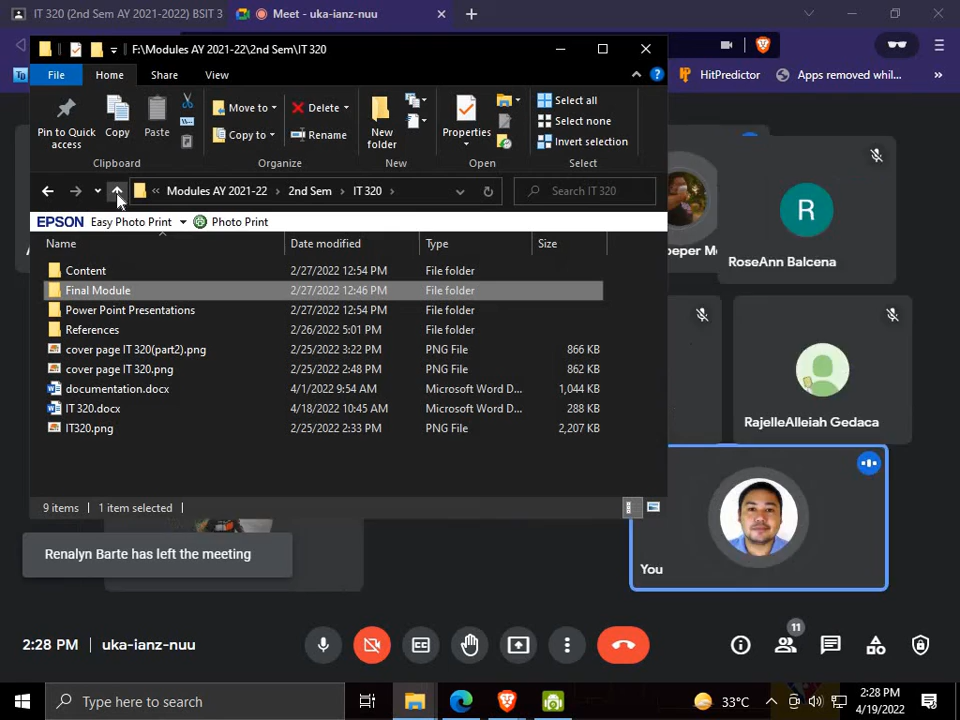 IT 320 (2nd Sem AY 2021-2022) BSIT 3
Meet - uka-ianz-nuu
F:\Modules AY 2021-22\2nd Sem\IT 320
HitPredictor
Apps removed whil...
File
Home
Share
View
Pin to Quick access
Copy
Paste
Move to
Copy to
Delete
Rename
New folder
Properties
Select all
Select none
Invert selection
Clipboard
Organize
New
Open
Select
Modules AY 2021-22
2nd Sem
IT 320
Search IT 320
EPSON
Easy Photo Print
Photo Print
Name
Date modified
Type
Size
Content 2/27/2022 12:54 PM File folder
Final Module 2/27/2022 12:46 PM File folder
Power Point Presentations 2/27/2022 12:54 PM File folder
References 2/26/2022 5:01 PM File folder
cover page IT 320(part2).png 2/25/2022 3:22 PM PNG File 866 KB
cover page IT 320.png 2/25/2022 2:48 PM PNG File 862 KB
documentation.docx 4/1/2022 9:54 AM Microsoft Word D... 1,044 KB
IT 320.docx 4/18/2022 10:45 AM Microsoft Word D... 288 KB
IT320.png 2/25/2022 2:33 PM PNG File 2,207 KB
9 items
1 item selected
oeper M
R
RoseAnn Balcena
RajelleAlleiah Gedaca
You
Renalyn Barte has left the meeting
2:28 PM | uka-ianz-nuu
11
Type here to search
33°C
2:28 PM
4/19/2022